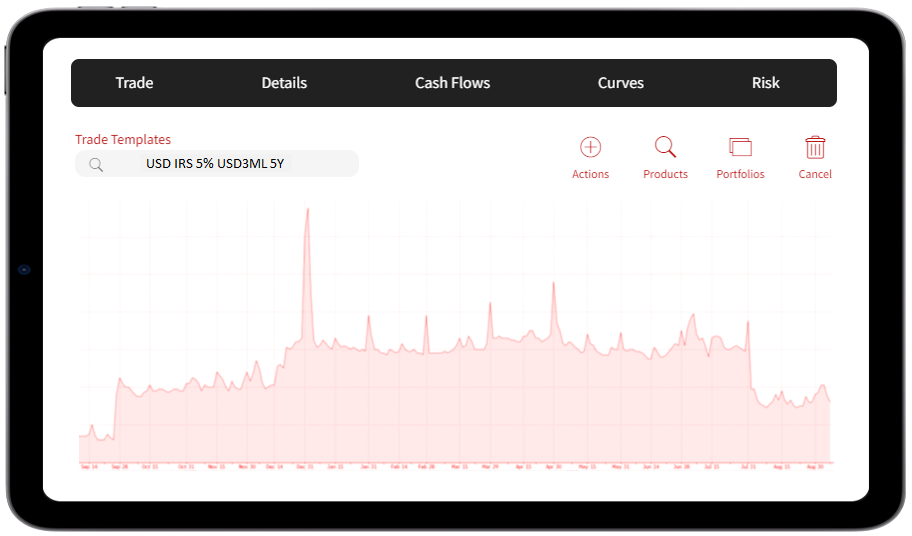 Trade Details Cash Flows Curves Risk
Trade Templates
USD IRS 5% USD3ML 5Y
Actions Products Portfolios Cancel
Sep 14 Sep 28 Oct 15 Oct 31 Nov 15 Nov 30 Dec 14 Dec 31 Jan 15 Jan 31 Feb 14 Feb 28 Mar 15 Mar 29 Apr 15 Apr 30 May 15 May 31 Jun 14 Jun 28 Jul 15 Jul 31 Aug 15 Aug 30